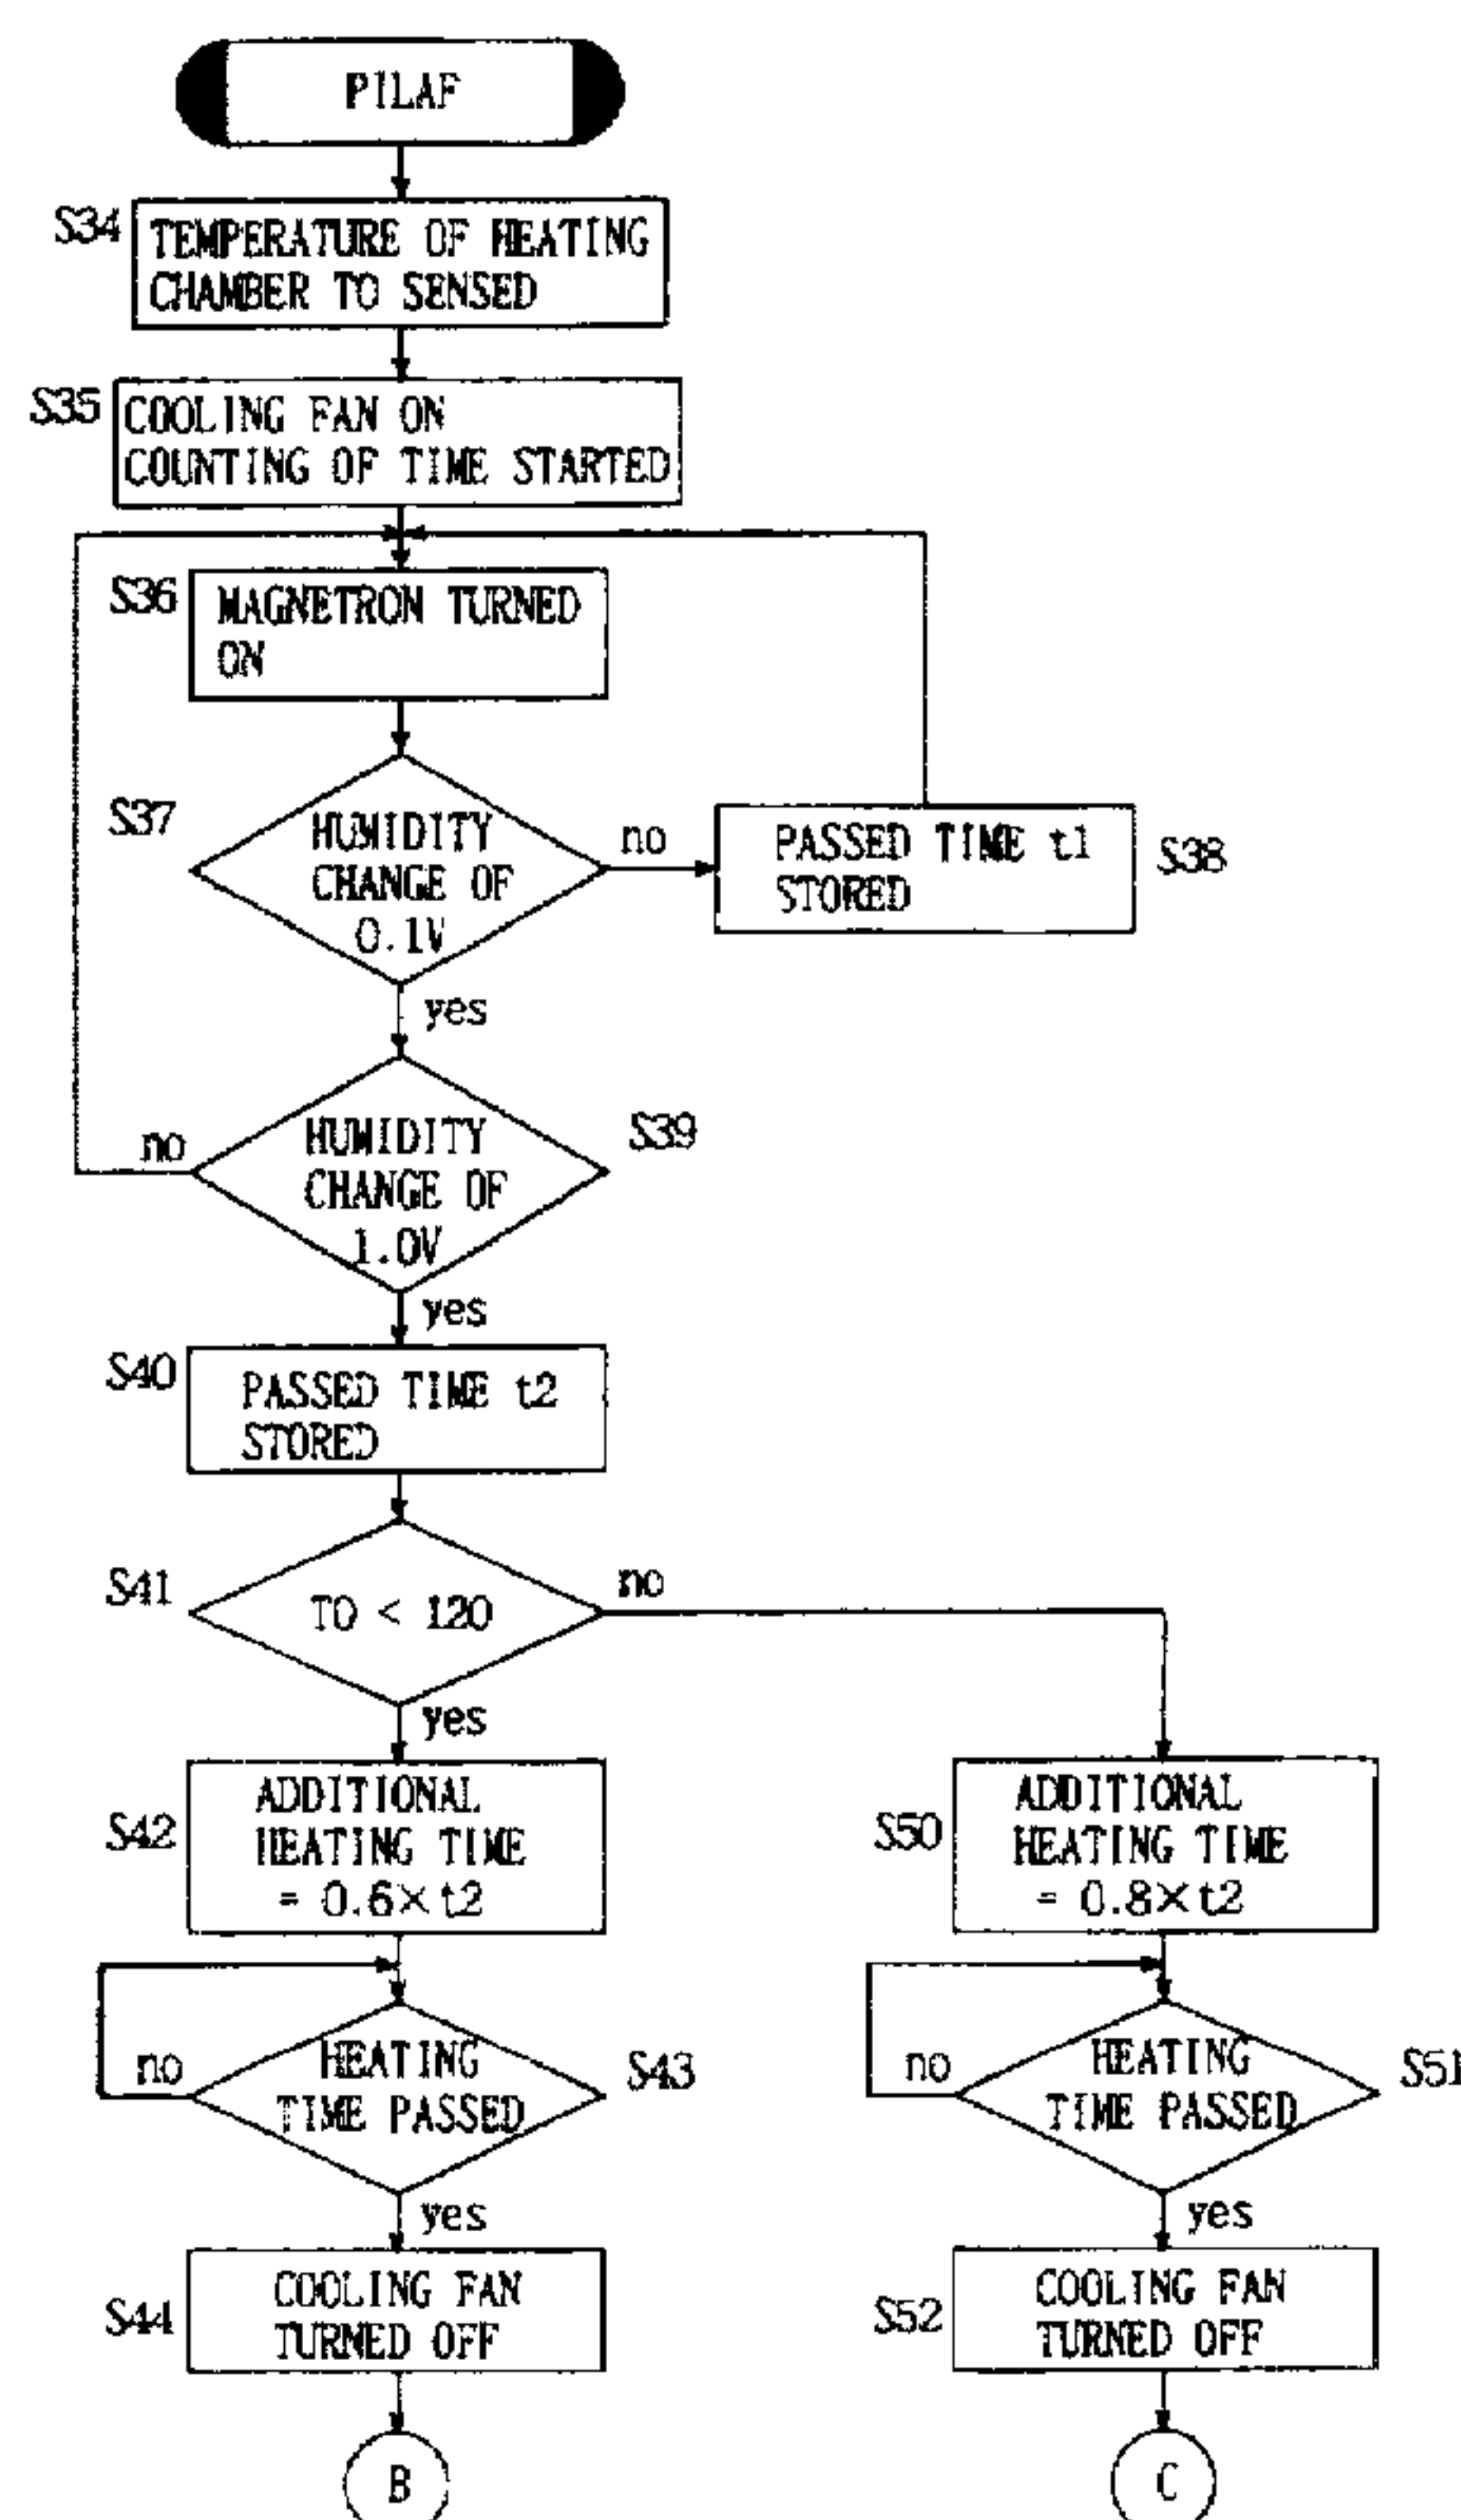 PILAF
S34
TEMPERATURE OF HEATING
CHAMBER TO SENSED
S35
COOLING FAN ON
COUNTING OF TIME STARTED
S36
MAGNETRON TURNED
ON
S37
HUMIDITY
CHANGE OF
0.1V
no
PASSED TIME t1
STORED
S38
yes
no
HUMIDITY
CHANGE OF
1.0V
S39
yes
S40
PASSED TIME t2
STORED
S41
TO < 120
no
yes
S42
ADDITIONAL
HEATING TIME
= 0.6×t2
S50
ADDITIONAL
HEATING TIME
= 0.8×t2
no
HEATING
TIME PASSED
S43
no
HEATING
TIME PASSED
S51
yes
yes
S44
COOLING FAN
TURNED OFF
S52
COOLING FAN
TURNED OFF
B
C